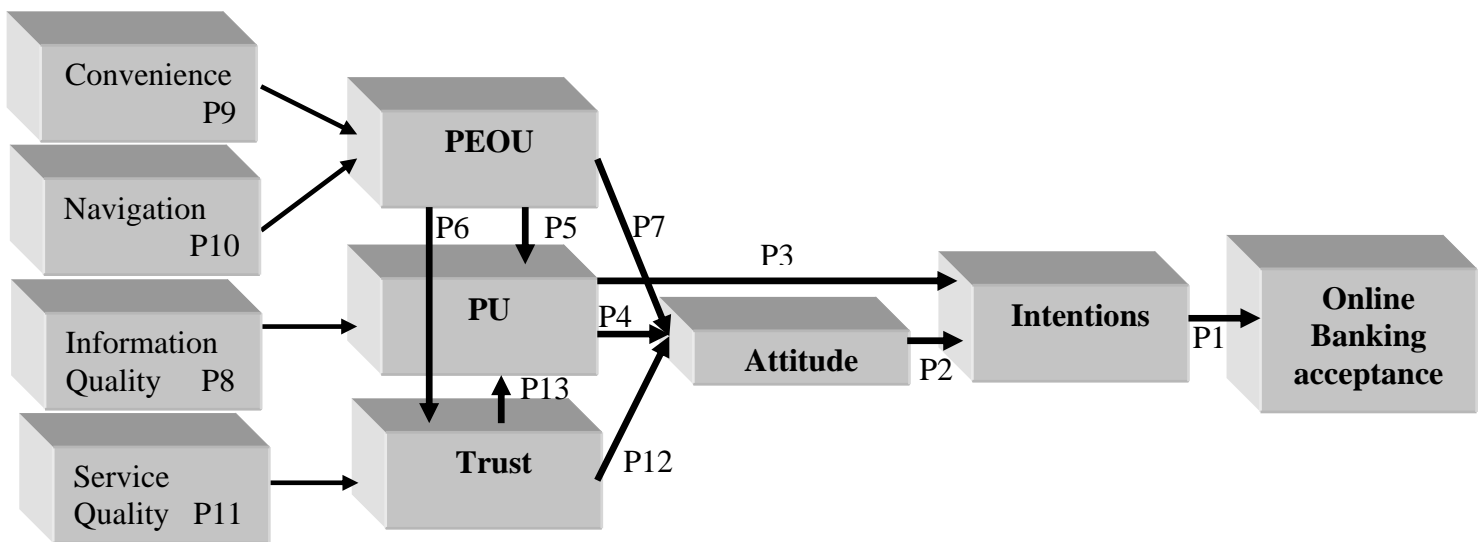 Convenience
P9
Navigation
P10
Information
Quality P8
Service
Quality P11
PEOU
P6
P5
P7
PU
P13
Trust
P3
P4
P12
Attitude
P2
Intentions
P1
Online
Banking
acceptance